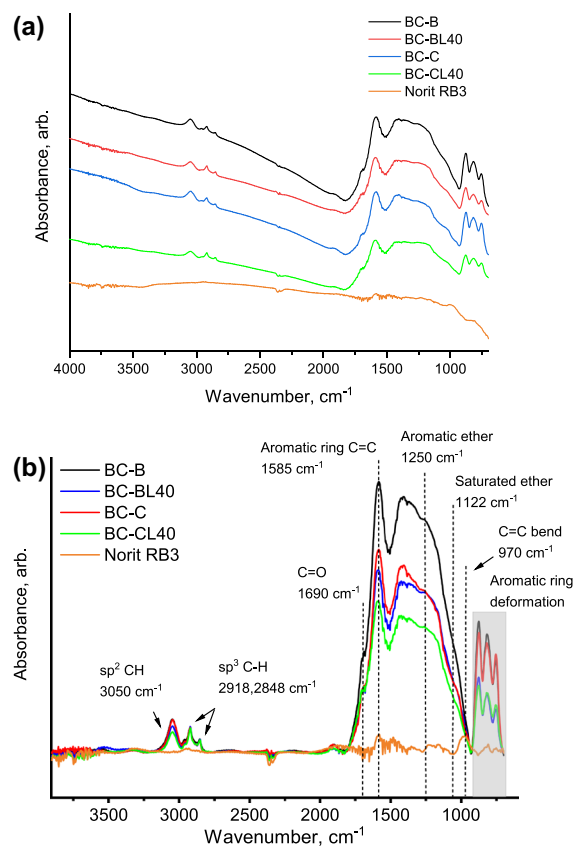 (a)
BC-B
BC-BL40
BC-C
BC-CL40
Norit RB3
Absorbance, arb.
4000 3500 3000 2500 2000 1500 1000
Wavenumber, cm⁻¹
(b)
BC-B
BC-BL40
BC-C
BC-CL40
Norit RB3
Aromatic ring C=C
1585 cm⁻¹
Aromatic ether
1250 cm⁻¹
Saturated ether
1122 cm⁻¹
C=C bend
970 cm⁻¹
Aromatic ring
deformation
C=O
1690 cm⁻¹
sp² CH
3050 cm⁻¹
sp³ C-H
2918,2848 cm⁻¹
Absorbance, arb.
3500 3000 2500 2000 1500 1000
Wavenumber, cm⁻¹